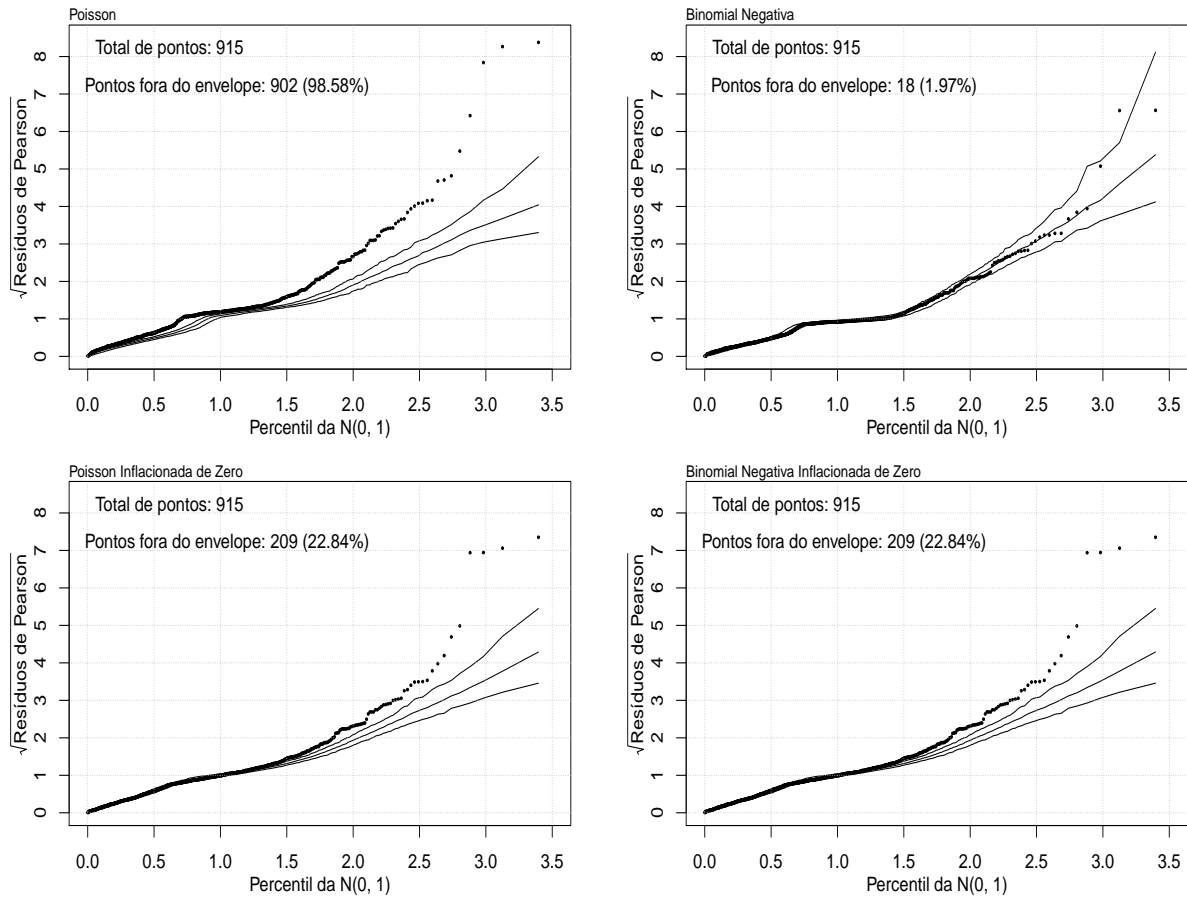 Poisson
Total de pontos: 915
Pontos fora do envelope: 902 (98.58%)
√Resíduos de Pearson
0 1 2 3 4 5 6 7 8
0.0 0.5 1.0 1.5 2.0 2.5 3.0 3.5
Percentil da N(0, 1)
Binomial Negativa
Total de pontos: 915
Pontos fora do envelope: 18 (1.97%)
√Resíduos de Pearson
0 1 2 3 4 5 6 7 8
0.0 0.5 1.0 1.5 2.0 2.5 3.0 3.5
Percentil da N(0, 1)
Poisson Inflacionada de Zero
Total de pontos: 915
Pontos fora do envelope: 209 (22.84%)
√Resíduos de Pearson
0 1 2 3 4 5 6 7 8
0.0 0.5 1.0 1.5 2.0 2.5 3.0 3.5
Percentil da N(0, 1)
Binomial Negativa Inflacionada de Zero
Total de pontos: 915
Pontos fora do envelope: 209 (22.84%)
√Resíduos de Pearson
0 1 2 3 4 5 6 7 8
0.0 0.5 1.0 1.5 2.0 2.5 3.0 3.5
Percentil da N(0, 1)